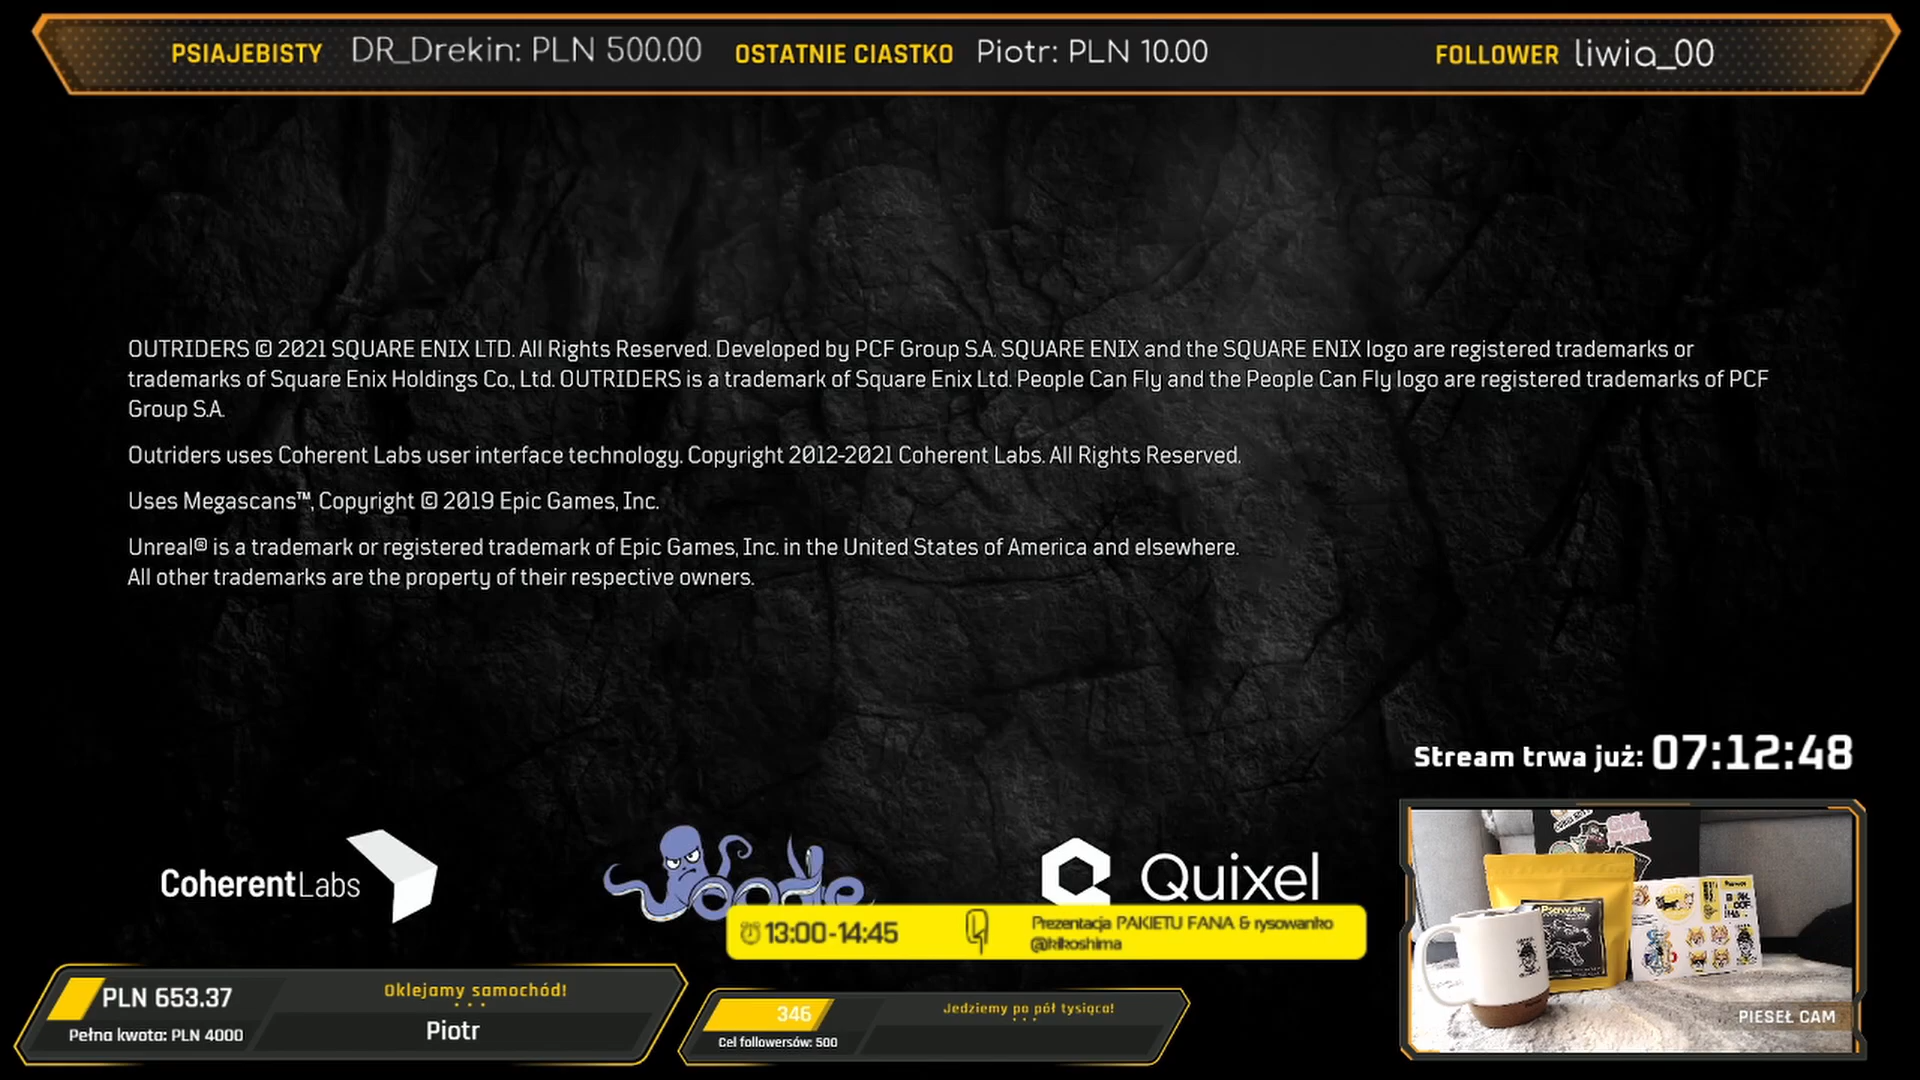 PSIAJEBISTY DR_Drekin: PLN 500.00 OSTATNIE CIASTKO Piotr: PLN 10.00 FOLLOWER liwia_00
OUTRIDERS © 2021 SQUARE ENIX LTD. All Rights Reserved. Developed by PCF Group S.A. SQUARE ENIX and the SQUARE ENIX logo are registered trademarks or
trademarks of Square Enix Holdings Co., Ltd. OUTRIDERS is a trademark of Square Enix Ltd. People Can Fly and the People Can Fly logo are registered trademarks of PCF
Group S.A.
Outriders uses Coherent Labs user interface technology. Copyright 2012-2021 Coherent Labs. All Rights Reserved.
Uses Megascans™, Copyright © 2019 Epic Games, Inc.
Unreal® is a trademark or registered trademark of Epic Games, Inc. in the United States of America and elsewhere.
All other trademarks are the property of their respective owners.
Stream trwa już: 07:12:48
CoherentLabs
oodle
Quixel
13:00-14:45
Prezentacja PAKIETU FANA & rysowanko
@kikoshima
PLN 653.37
Pełna kwota: PLN 4000
Oklejamy samochód!
Piotr
346
Cel followersów: 500
Jedziemy po pół tysiąca!
Psaw.eu
PIESEŁ CAM